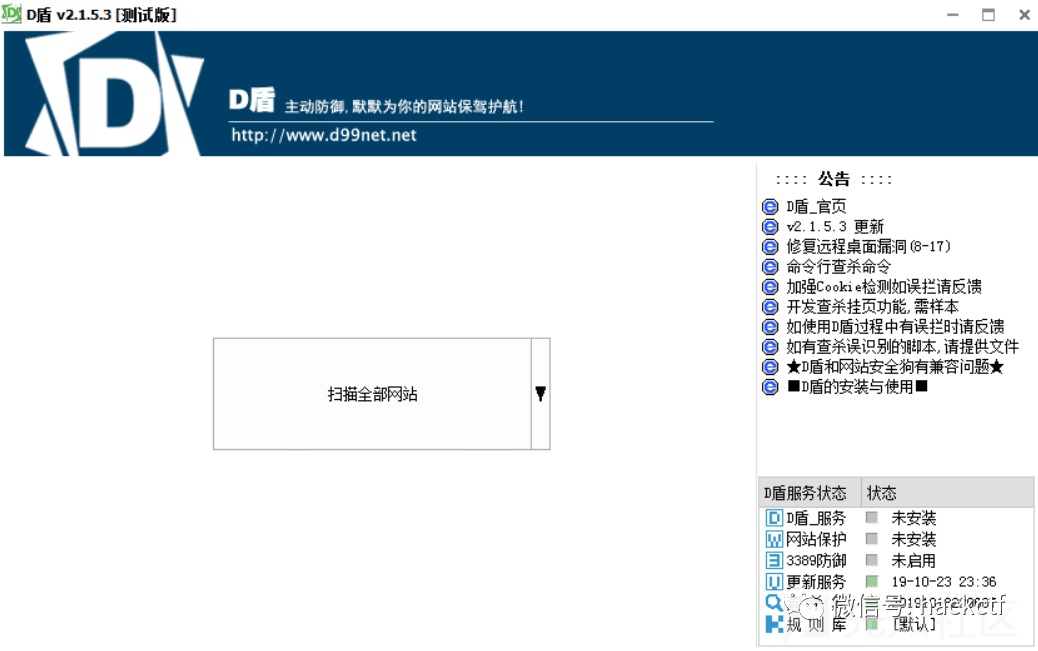 D盾 v2.1.5.3 [测试版]
D盾 主动防御,默默为你的网站保驾护航!
http://www.d99net.net
扫描全部网站
:::: 公告 ::::
D盾_官页
v2.1.5.3 更新
修复远程桌面漏洞(8-17)
命令行查杀命令
加强Cookie检测如误拦请反馈
开发查杀挂页功能,需样本
如使用D盾过程中有误拦时请反馈
如有查杀误识别的脚本,请提供文件
★D盾和网站安全狗有兼容问题★
■D盾的安装与使用■
D盾服务状态 状态
D盾_服务 未安装
网站保护 未安装
3389防御 未启用
更新服务 19-10-23 23:36
微信号: hackctf
规 则 库 [默认]